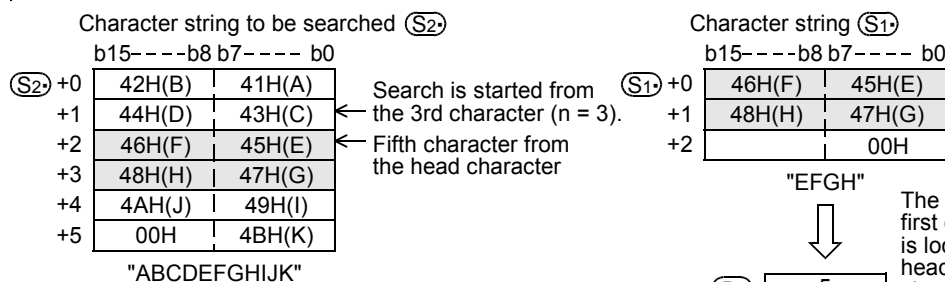 Character string to be searched (S2•)
b15----b8 b7---- b0
(S2•) +0 42H(B) 41H(A)
+1 44H(D) 43H(C)
+2 46H(F) 45H(E)
+3 48H(H) 47H(G)
+4 4AH(J) 49H(I)
+5 00H 4BH(K)
"ABCDEFGHIJK"
Search is started from
the 3rd character (n = 3).
Fifth character from
the head character
Character string (S1•)
b15----b8 b7---- b0
(S1•) +0 46H(F) 45H(E)
+1 48H(H) 47H(G)
+2 00H
"EFGH"
The
first
is
head